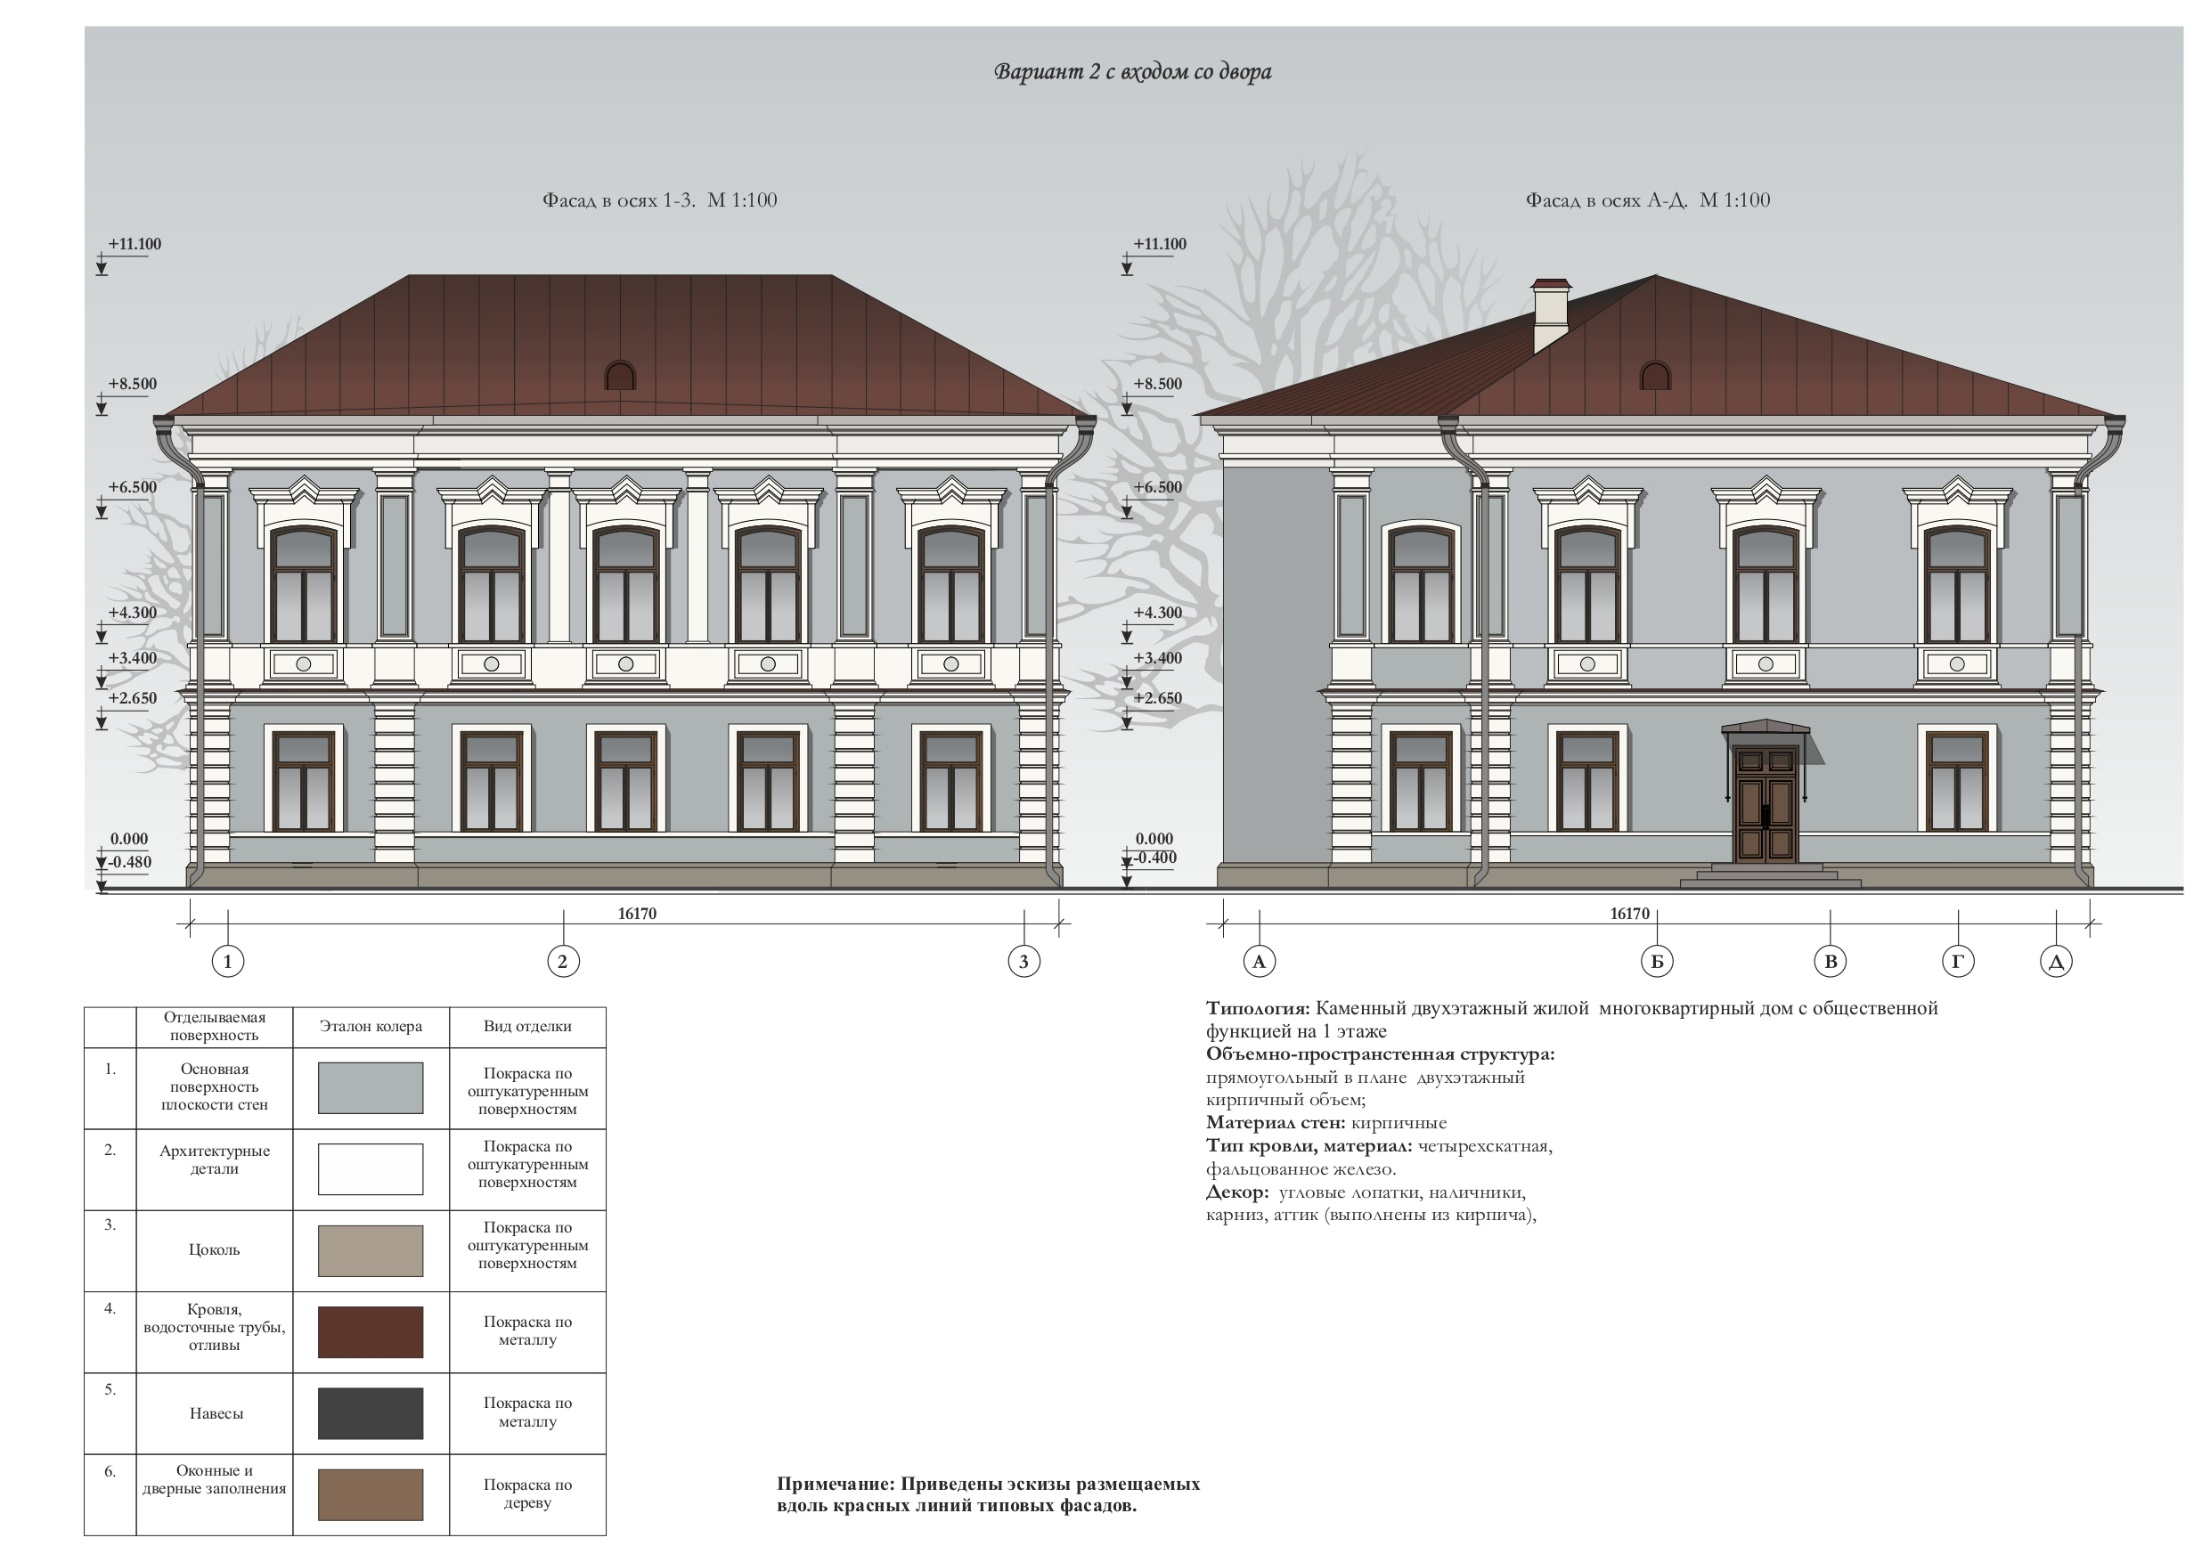 Вариант 2 с входом со двора
Фасад в осях 1-3.  М 1:100
+11.100
+8.500
+6.500
+4.300
+3.400
+2.650
0.000
-0.480
16170
1
2
3
Фасад в осях А-Д.  М 1:100
+11.100
+8.500
+6.500
+4.300
+3.400
+2.650
0.000
-0.400
16170
А
Б
В
Г
Д
Отделываемая
поверхность
Эталон колера
Вид отделки
1.
Основная
поверхность
плоскости стен
Покраска по
оштукатуренным
поверхностям
2.
Архитектурные
детали
Покраска по
оштукатуренным
поверхностям
3.
Цоколь
Покраска по
оштукатуренным
поверхностям
4.
Кровля,
водосточные трубы,
отливы
Покраска по
металлу
5.
Навесы
Покраска по
металлу
6.
Оконные и
дверные заполнения
Покраска по
дереву
Типология: Каменный двухэтажный жилой  многоквартирный дом с общественной
функцией на 1 этаже
Объемно-пространстенная структура:
прямоугольный в плане  двухэтажный
кирпичный объем;
Материал стен: кирпичные
Тип кровли, материал: четырехскатная,
фальцованное железо.
Декор:  угловые лопатки, наличники,
карниз, аттик (выполнены из кирпича),
Примечание: Приведены эскизы размещаемых
вдоль красных линий типовых фасадов.